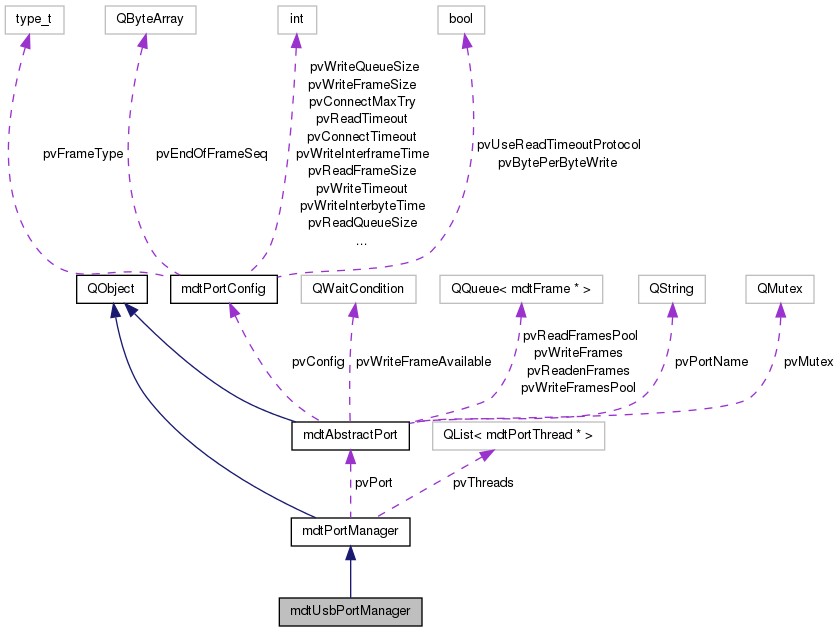 type_t
QByteArray
int
bool
pvFrameType
pvEndOfFrameSeq
pvWriteQueueSize
pvWriteFrameSize
pvConnectMaxTry
pvReadTimeout
pvConnectTimeout
pvWriteInterframeTime
pvReadFrameSize
pvWriteTimeout
pvWriteInterbyteTime
pvReadQueueSize
...
pvUseReadTimeoutProtocol
pvBytePerByteWrite
QObject
mdtPortConfig
QWaitCondition
QQueue< mdtFrame * >
QString
QMutex
pvConfig
pvWriteFrameAvailable
pvReadFramesPool
pvWriteFrames
pvReadenFrames
pvWriteFramesPool
pvPortName
pvMutex
mdtAbstractPort
QList< mdtPortThread * >
pvPort
pvThreads
mdtPortManager
mdtUsbPortManager